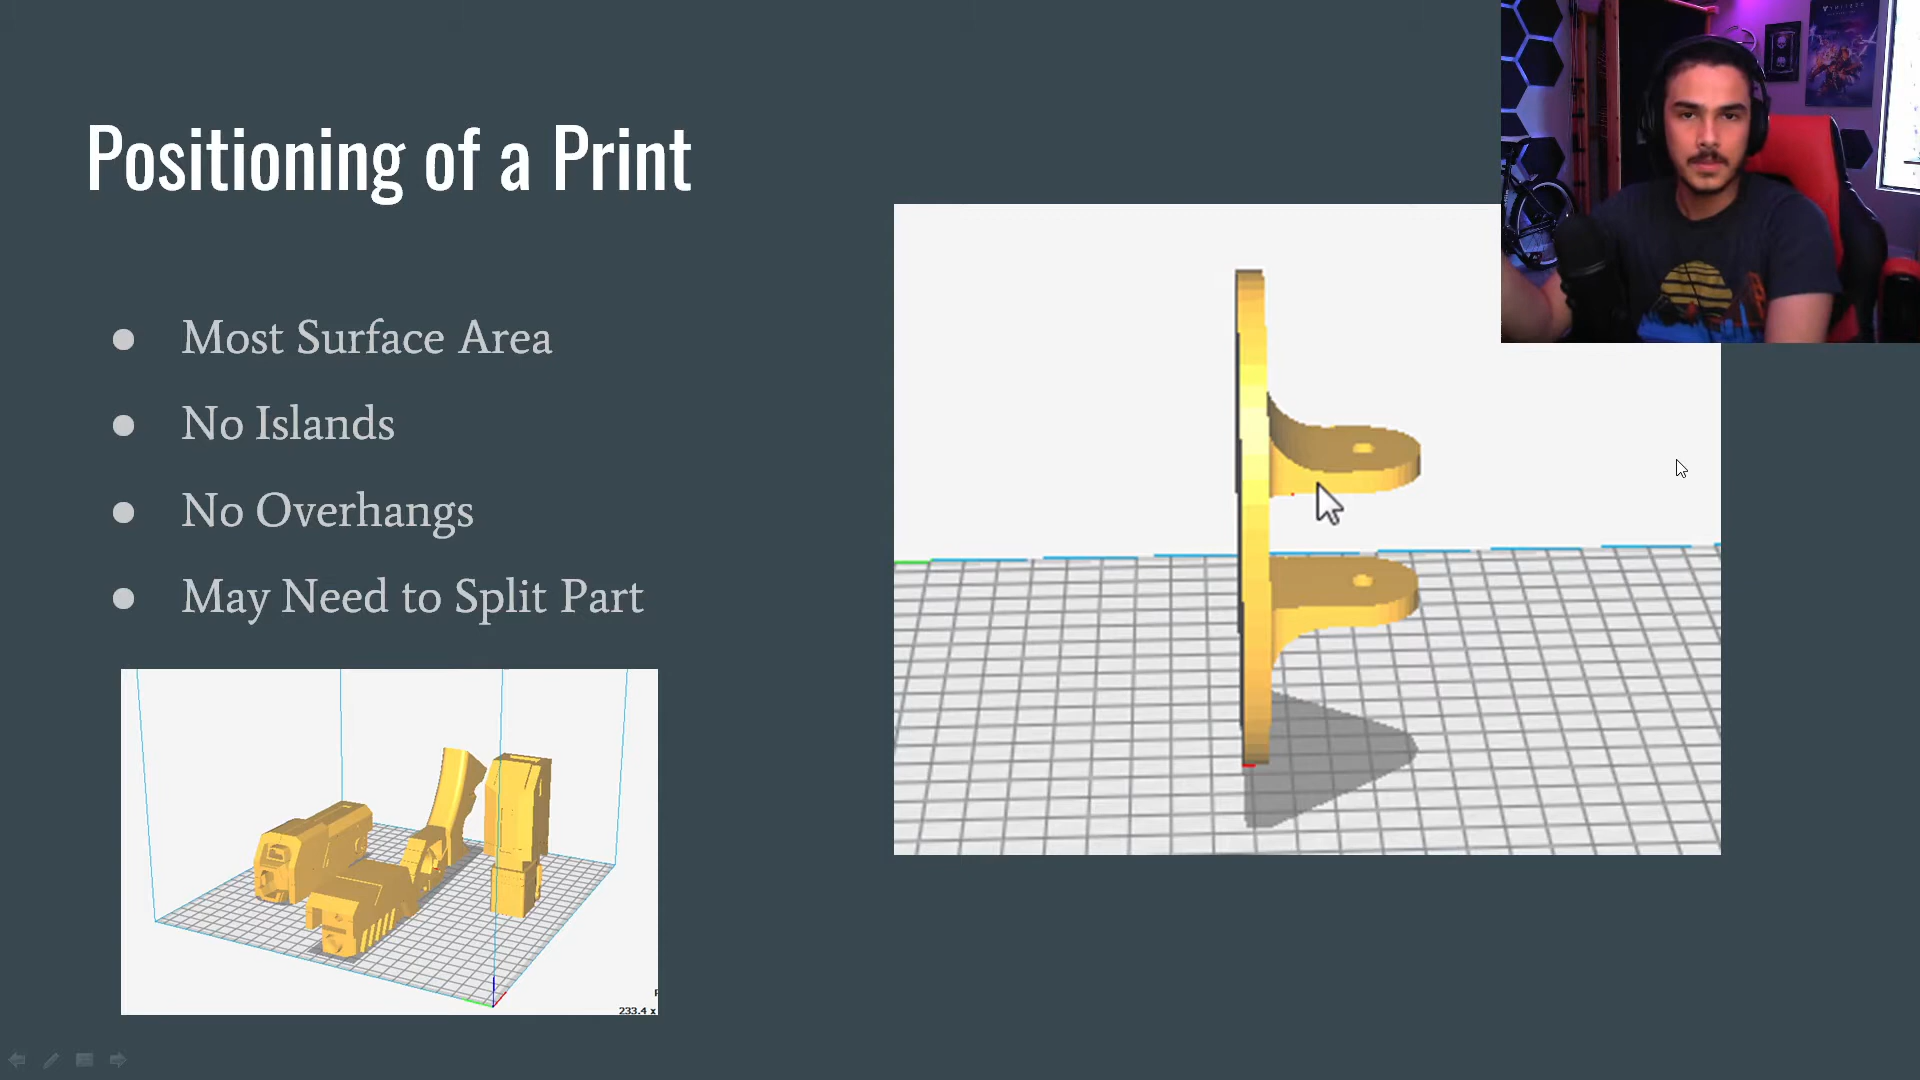 Positioning of a Print
Most Surface Area
No Islands
No Overhangs
May Need to Split Part
233.4 x